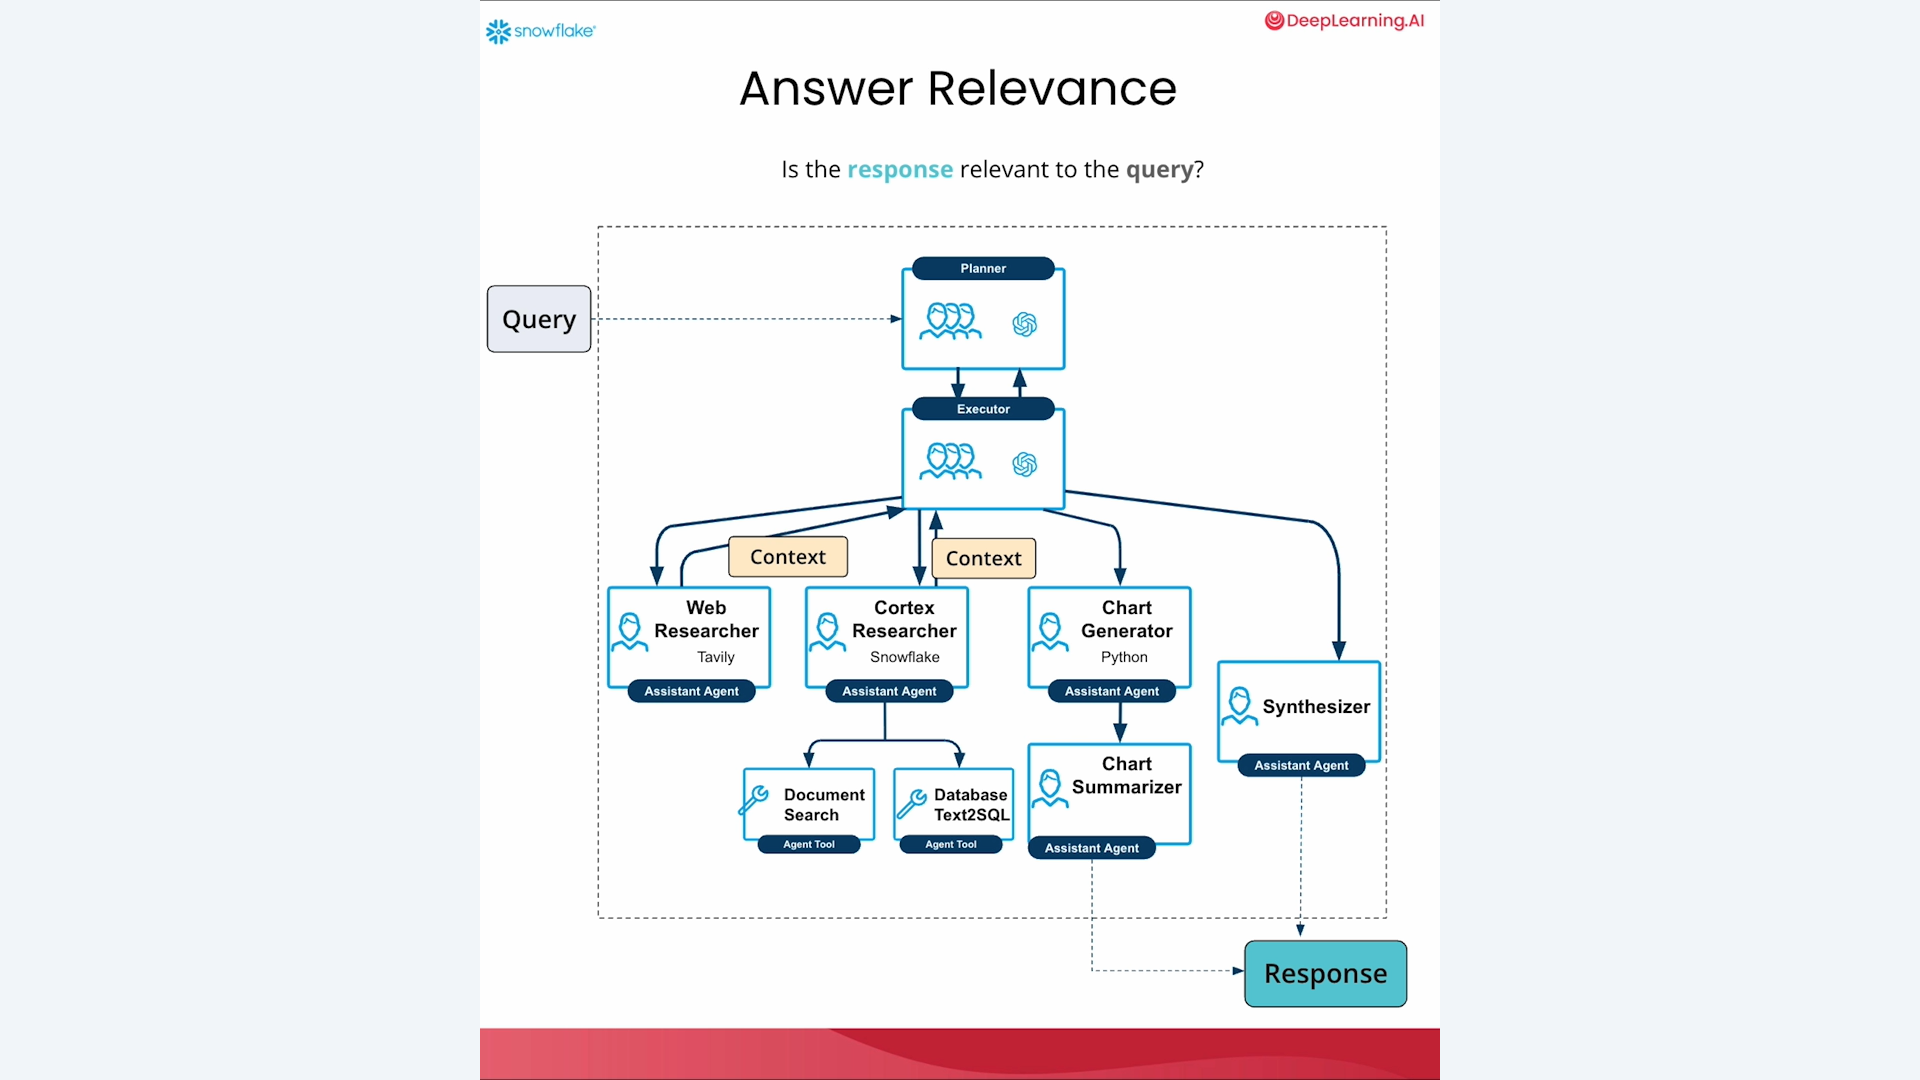 snowflake
DeepLearning.AI
Answer Relevance
Is the response relevant to the query?
Query
Planner
Executor
Context
Context
Web
Researcher
Tavily
Assistant Agent
Cortex
Researcher
Snowflake
Assistant Agent
Chart
Generator
Python
Assistant Agent
Synthesizer
Assistant Agent
Document
Search
Agent Tool
Database
Text2SQL
Agent Tool
Chart
Summarizer
Assistant Agent
Response